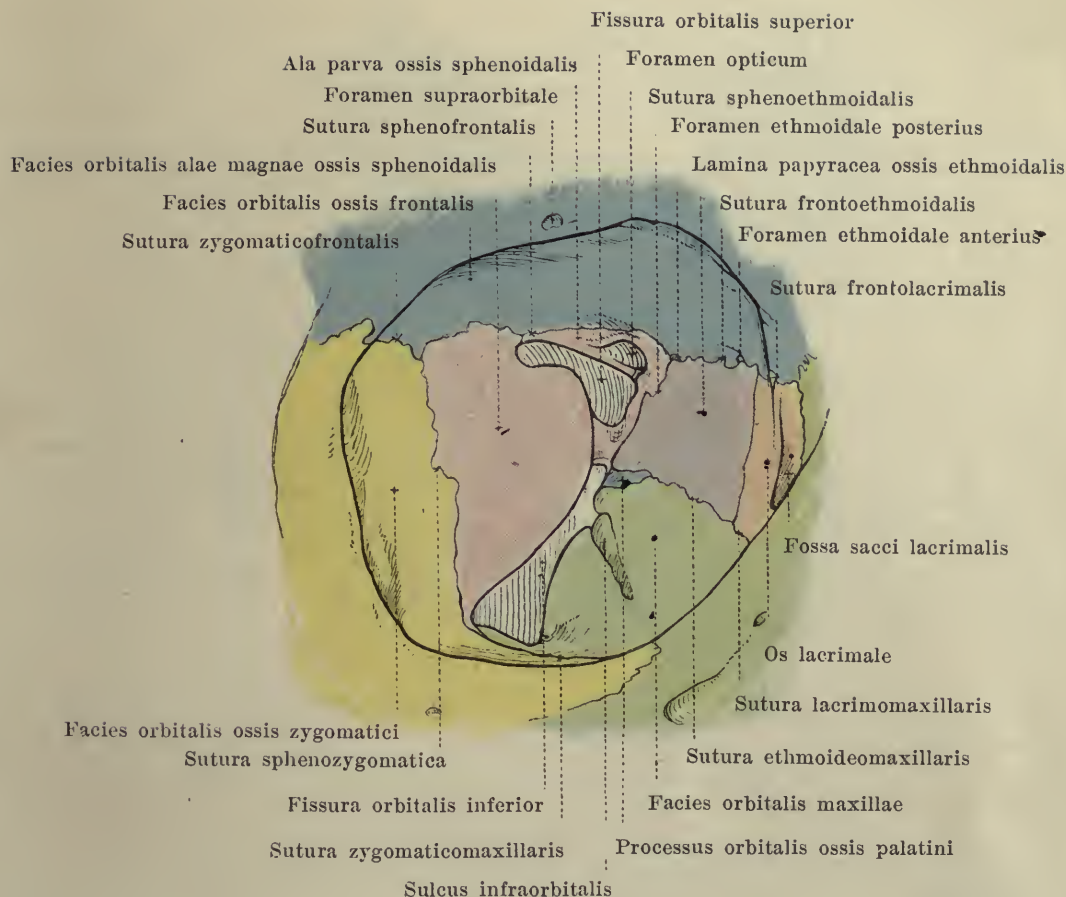 Fissura orbitalis superior
Ala parva ossis sphenoidalis
Foramen opticum
Foramen supraorbitale
Sutura sphenoethmoidalis
Sutura sphenofrontalis
Foramen ethmoidale posterius
Facies orbitalis alae magnae ossis sphenoidalis
Lamina papyracea ossis ethmoidalis
Facies orbitalis ossis frontalis
Sutura frontoethmoidalis
Sutura zygomaticofrontalis
Foramen ethmoidale anterius
Sutura frontolacrimalis
Fossa sacci lacrimalis
Os lacrimale
Sutura lacrimomaxillaris
Facies orbitalis ossis zygomatici
Sutura sphenozygomatica
Sutura ethmoideomaxillaris
Fissura orbitalis inferior
Facies orbitalis maxillae
Sutura zygomaticomaxillaris
Processus orbitalis ossis palatini
Sulcus infraorbitalis